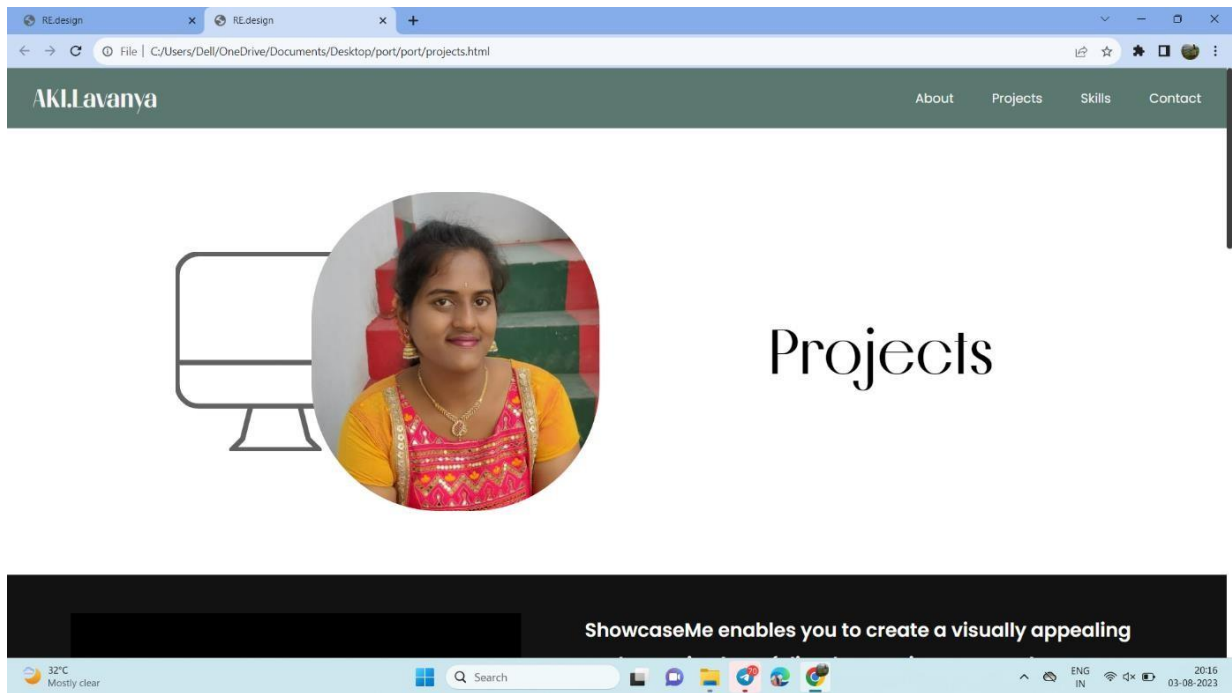 RE.design
RE.design
File | C:/Users/Dell/OneDrive/Documents/Desktop/port/port/projects.html
AKI.Lavanya
About Projects Skills Contact
Projects
ShowcaseMe enables you to create a visually appealing
32°C
Mostly clear
Search
20
ENG
IN
20:16
03-08-2023